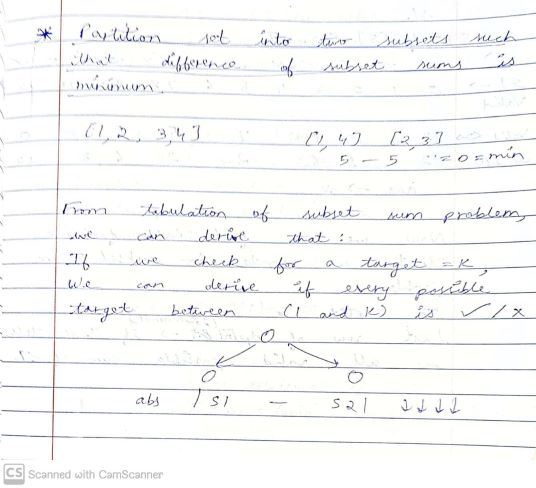 * Partition set into two subsets such
that difference of subset sums is
minimum.
[1, 2, 3, 4] [1, 4] [2, 3]
5 - 5 = 0 = min
From tabulation of subset sum problem,
we can derive that :
If we check for a target = K,
We can derive if every possible
target between (1 and K) is ✓ / x
abs | S1 - S2 | ↓↓↓↓
CS Scanned with CamScanner